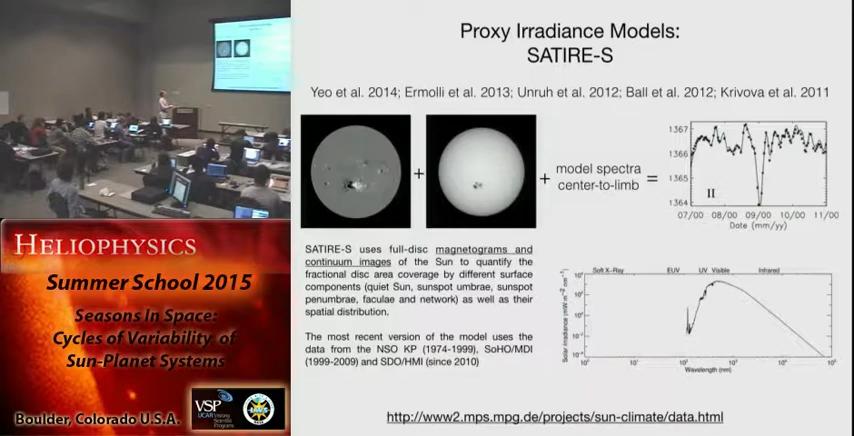 Proxy Irradiance Models:
SATIRE-S
Yeo et al. 2014; Ermolli et al. 2013; Unruh et al. 2012; Ball et al. 2012; Krivova et al. 2011
+
+
model spectra
center-to-limb
=
1367
1366
1365
1364
II
07/00 08/00 09/00 10/00 11/00
Date (mm/yy)
SATIRE-S uses full-disc magnetograms and
continuum images of the Sun to quantify the
fractional disc area coverage by different surface
components (quiet Sun, sunspot umbrae, sunspot
penumbrae, faculae and network) as well as their
spatial distribution.
The most recent version of the model uses the
data from the NSO KP (1974-1999), SoHO/MDI
(1999-2009) and SDO/HMI (since 2010)
Soft X-Ray EUV UV Visible Infrared
Wavelength (nm)
http://www2.mps.mpg.de/projects/sun-climate/data.html
HELIOPHYSICS
Summer School 2015
Seasons in Space:
Cycles of Variability of
Sun-Planet Systems
VSP
UCAR Visiting
Scientist
Programs
Boulder, Colorado U.S.A.